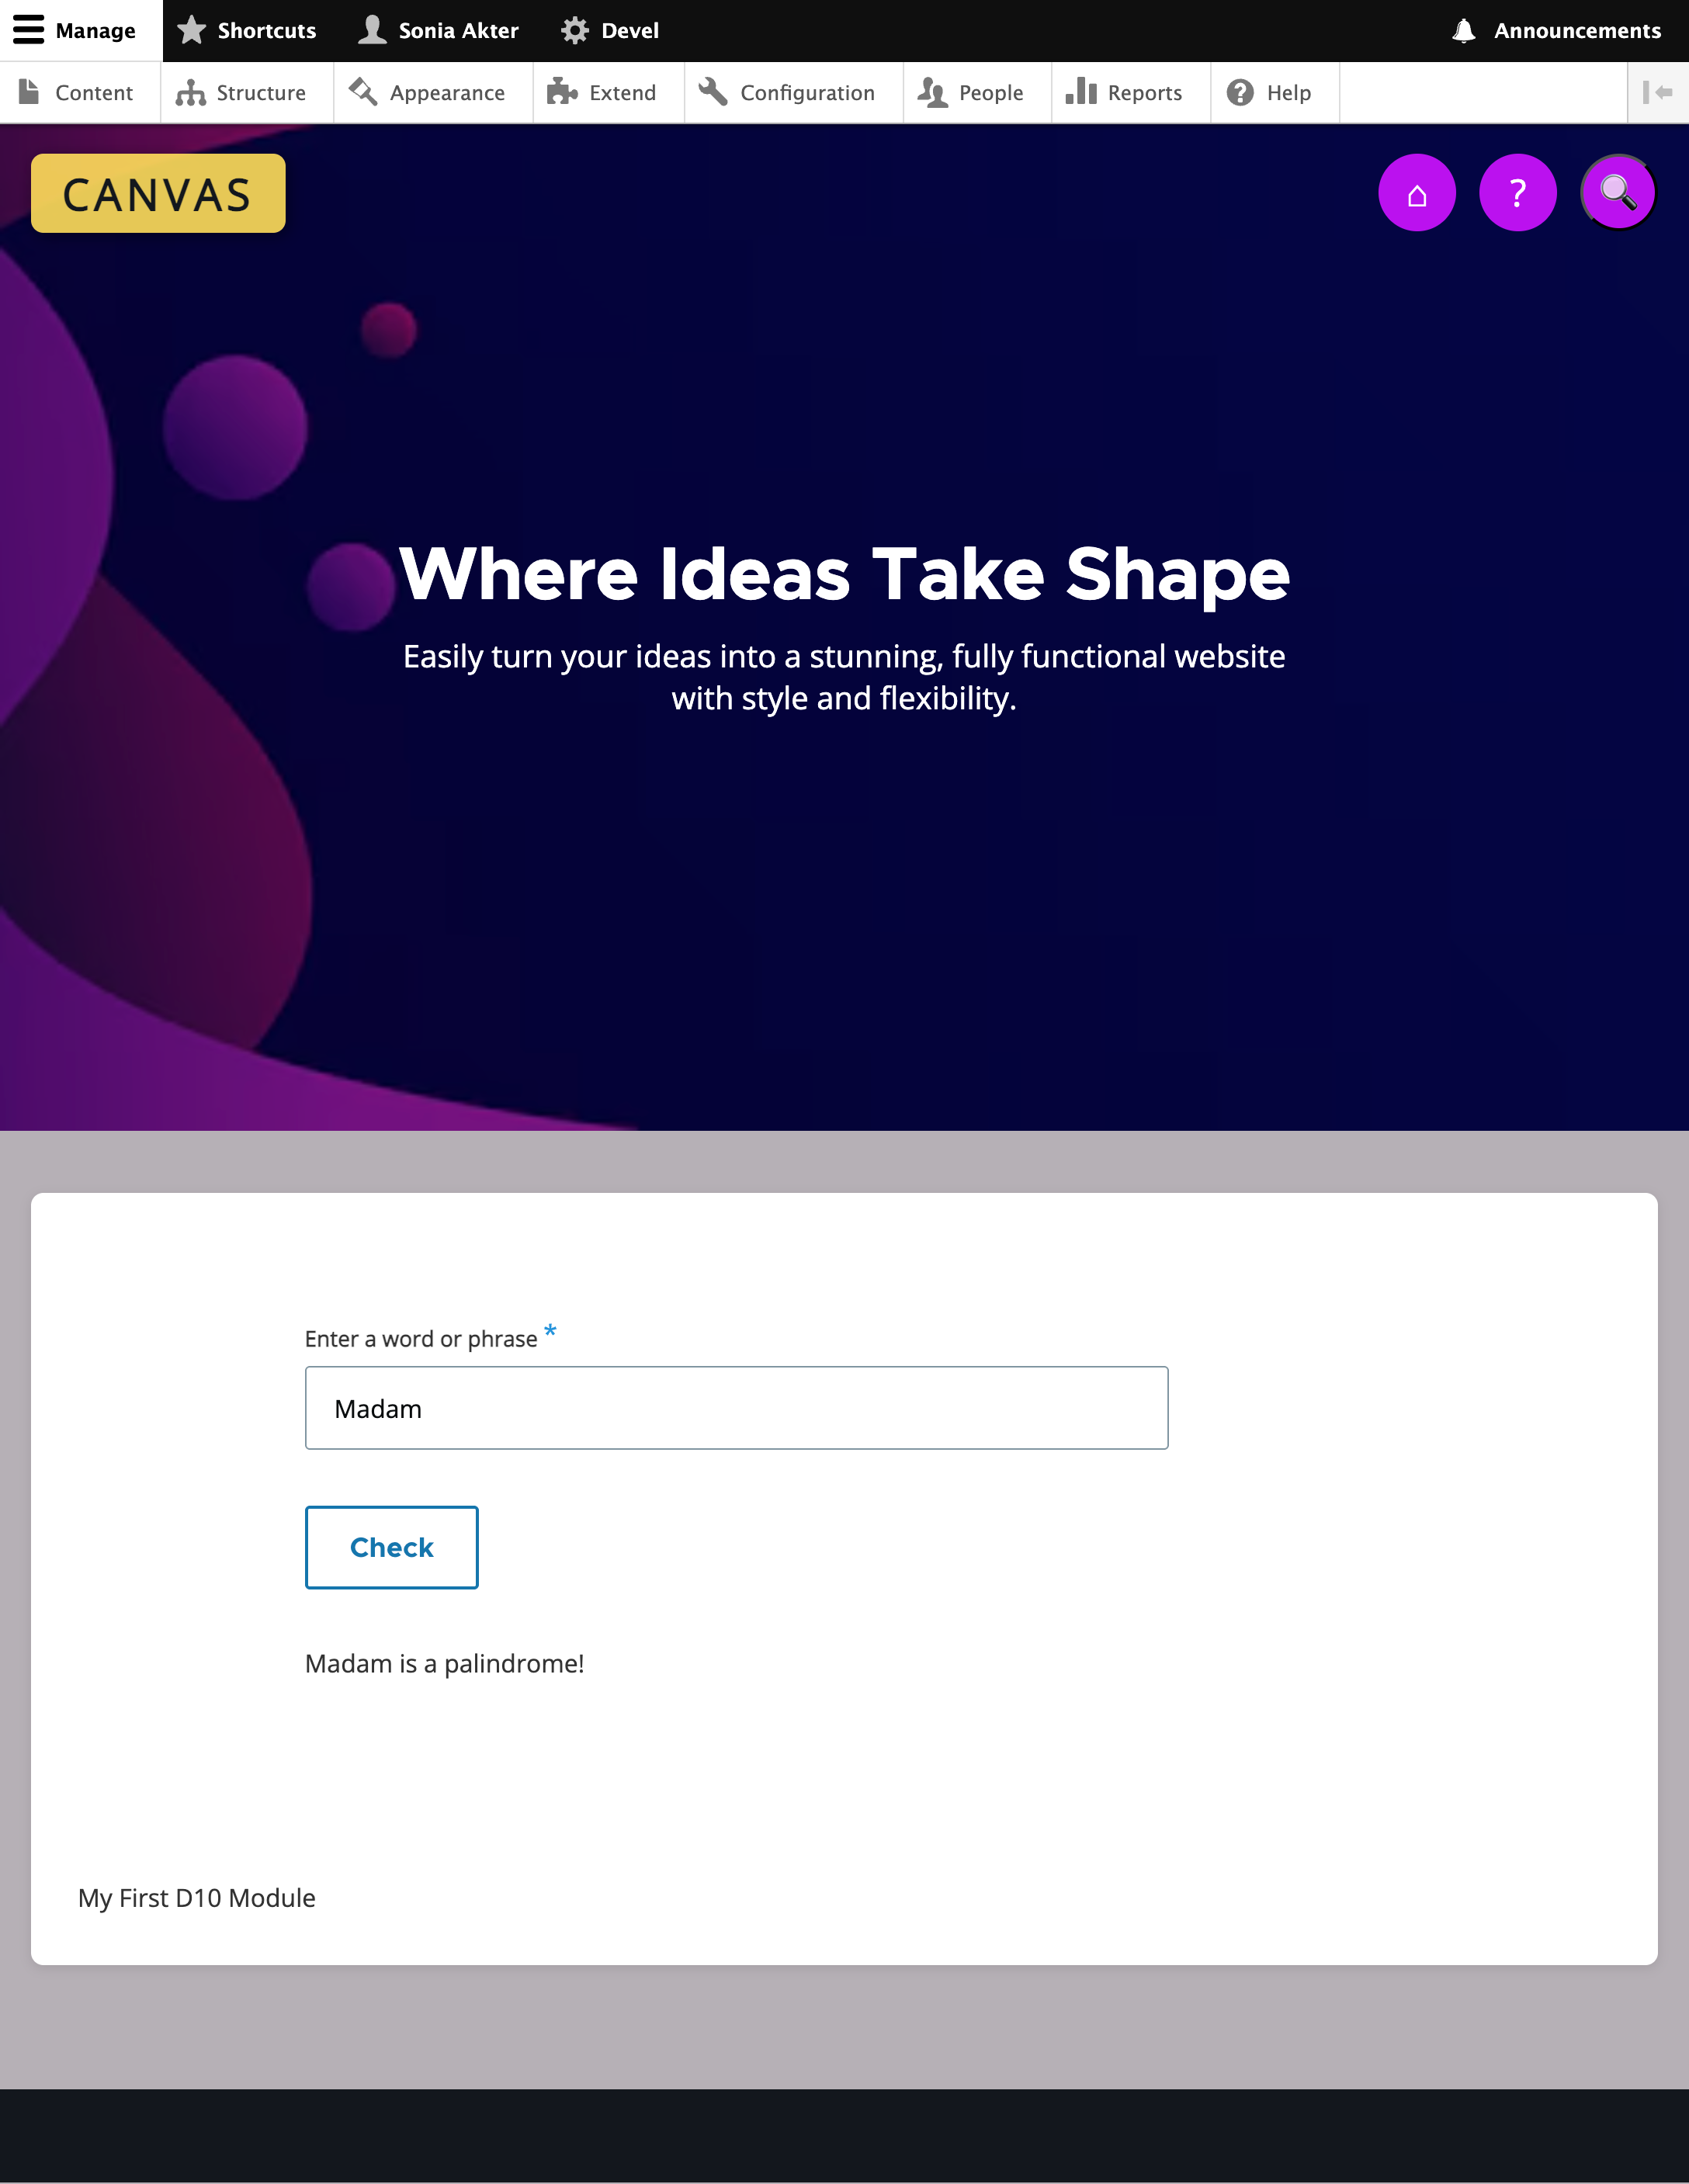 Manage Shortcuts Sonia Akter Devel Announcements
Content Structure Appearance Extend Configuration People Reports Help
CANVAS
?
Where Ideas Take Shape
Easily turn your ideas into a stunning, fully functional website
with style and flexibility.
Enter a word or phrase *
Madam
Check
Madam is a palindrome!
My First D10 Module